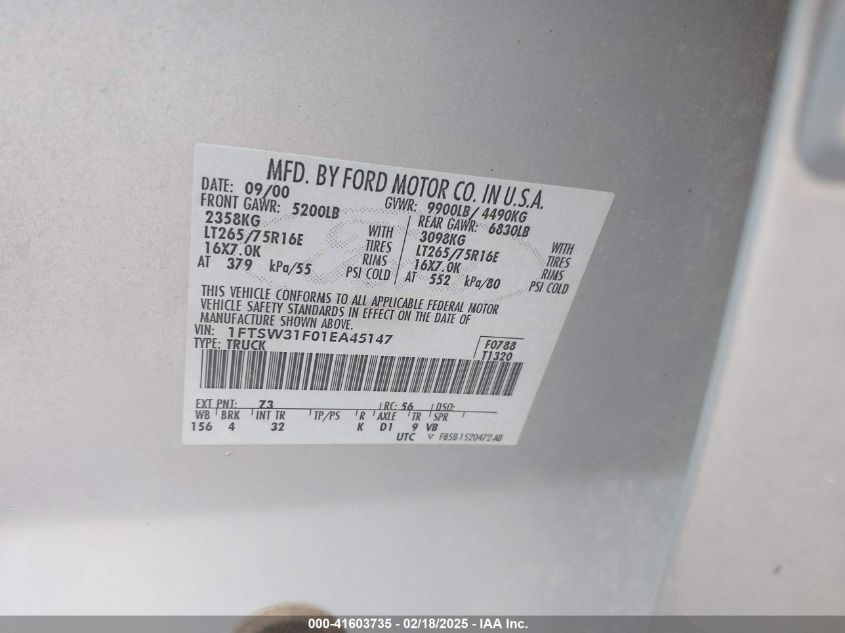 MFD. BY FORD MOTOR CO. IN U.S.A.
DATE: 09/00 GVWR: 9900LB/ 4490KG
FRONT GAWR: 5200LB REAR GAWR: 6830LB
2358KG WITH 3098KG WITH
LT265/75R16E TIRES LT265/75R16E TIRES
16X7.0K RIMS 16X7.0K RIMS
AT 379 kPa/55 PSI COLD AT 552 kPa/80 PSI COLD
THIS VEHICLE CONFORMS TO ALL APPLICABLE FEDERAL MOTOR
VEHICLE SAFETY STANDARDS IN EFFECT ON THE DATE OF
MANUFACTURE SHOWN ABOVE.
VIN: 1FTSW31F01EA45147 F0788
TYPE: TRUCK T1320
EXT PNT: Z3 RC: 56 DSO:
WB BRK INT TR TP/PS R AXLE TR SPR
156 4 32 K D1 9 VB
UTC F85B-1520472-AB
000-41603735 - 02/18/2025 - IAA Inc.